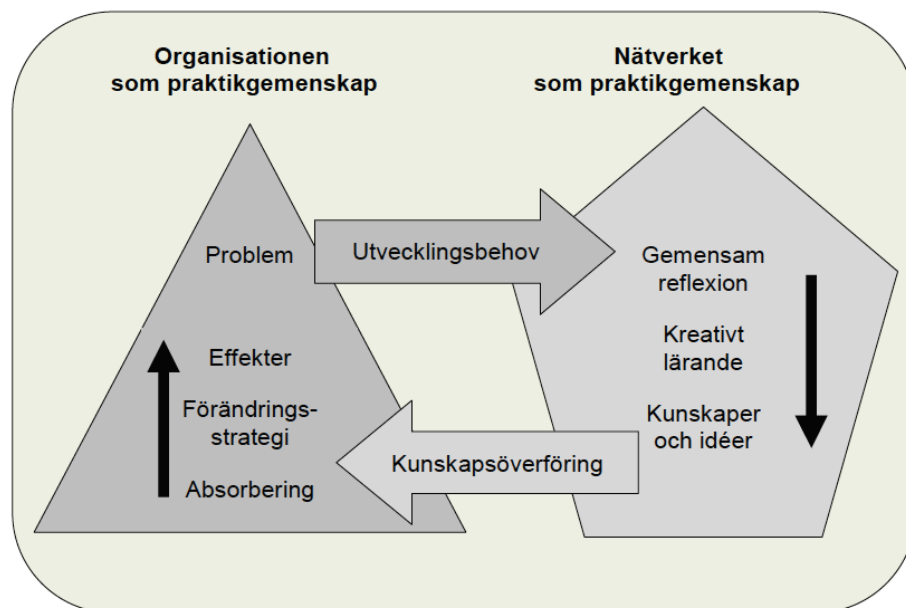 Organisationen
som praktikgemenskap
Nätverket
som praktikgemenskap
Problem
Utvecklingsbehov
Gemensam
reflexion
Kreativt
lärande
Kunskaper
och idéer
Kunskapsöverföring
Effekter
Förändrings-
strategi
Absorbering